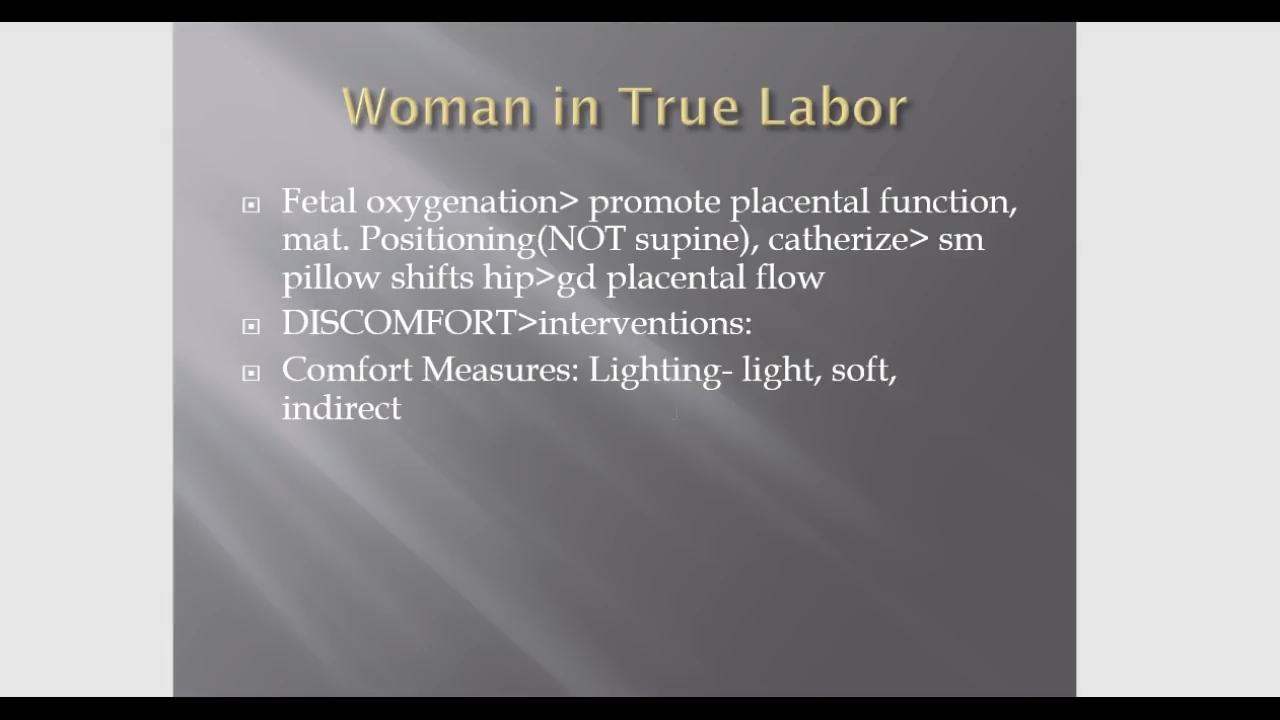 Woman in True Labor
Fetal oxygenation> promote placental function,
mat. Positioning(NOT supine), catherize> sm
pillow shifts hip>gd placental flow
DISCOMFORT>interventions:
Comfort Measures: Lighting- light, soft,
indirect